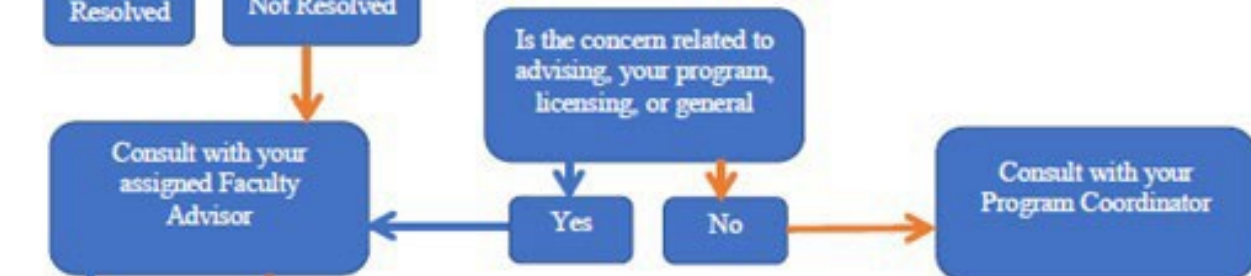 Resolved
Not Resolved
Is the concern related to
advising, your program,
licensing, or general
Consult with your
assigned Faculty
Advisor
Yes
No
Consult with your
Program Coordinator